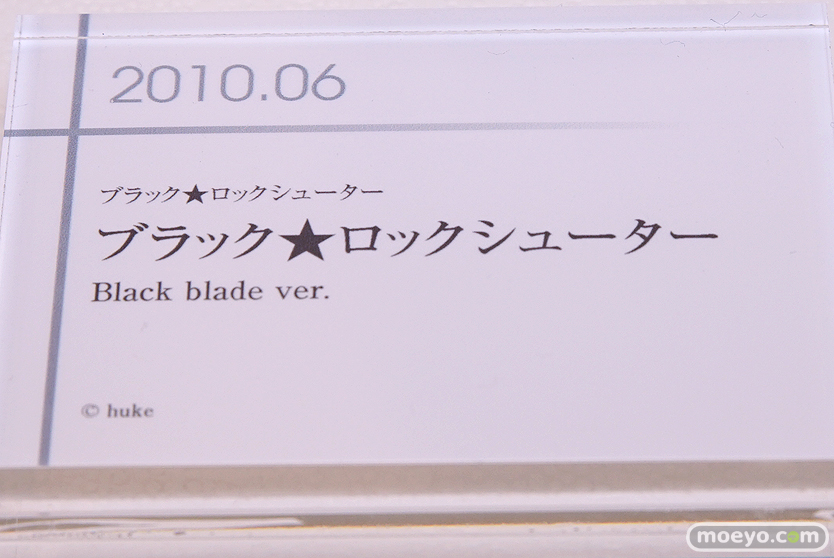 2010.06
ブラック★ロックシューター
ブラック★ロックシューター
Black blade ver.
© huke
moeyo.com